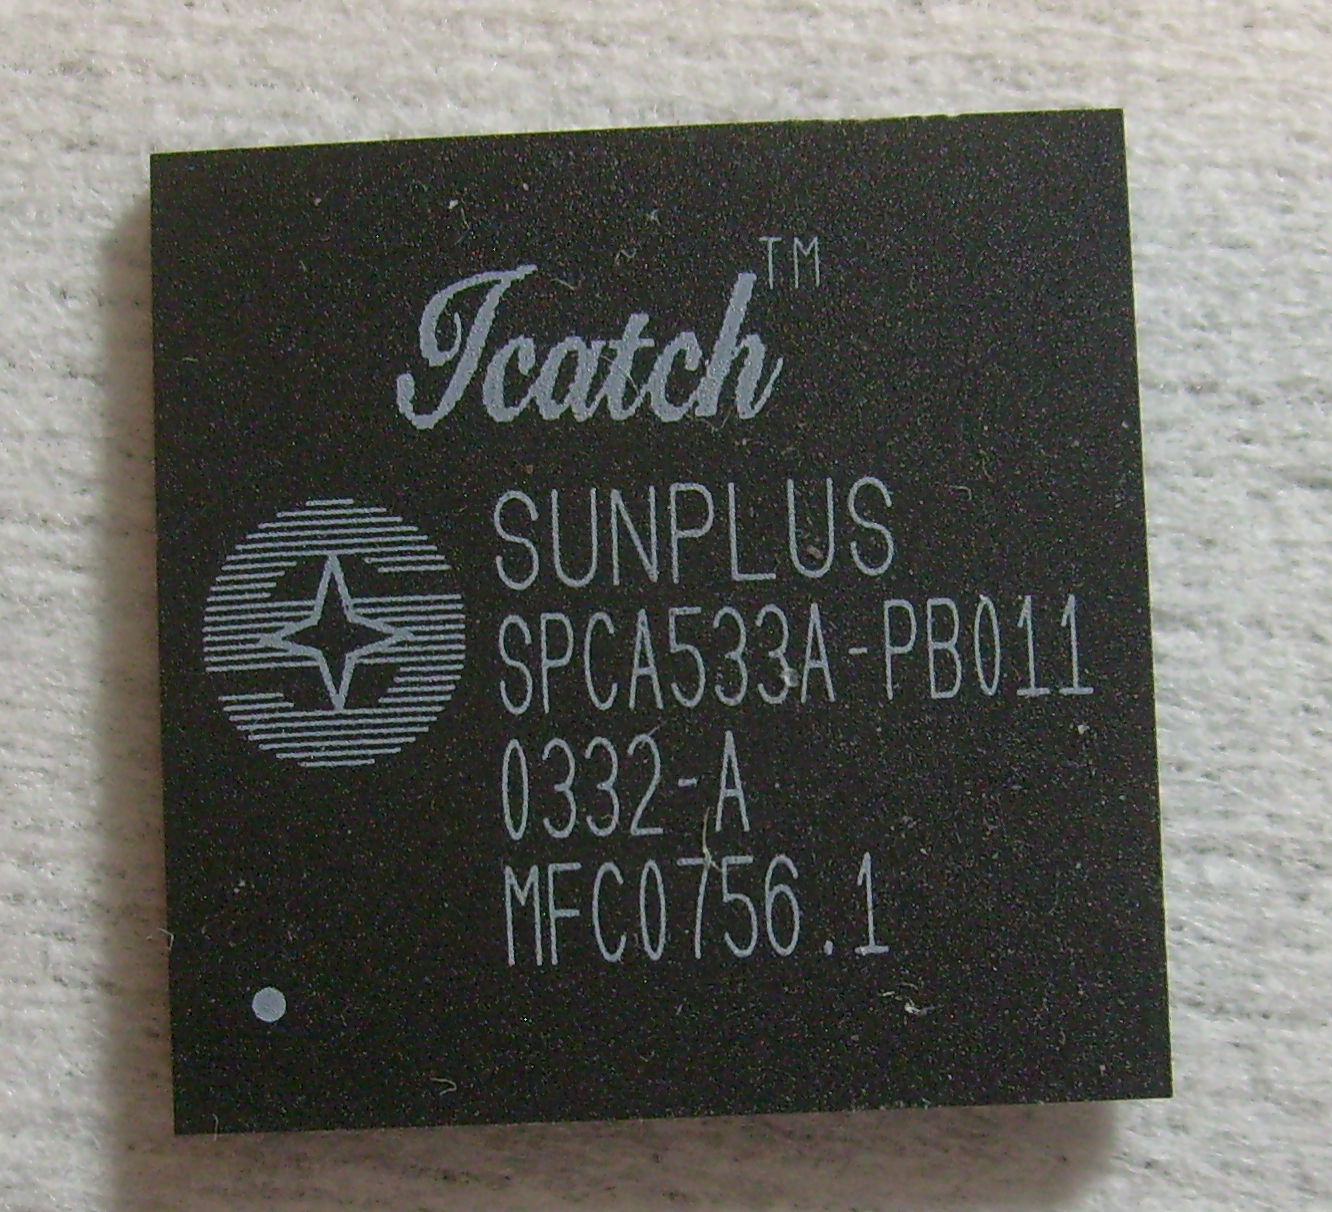 Icatch™
SUNPLUS
SPCA533A-PB011
0332-A
MFC0756.1